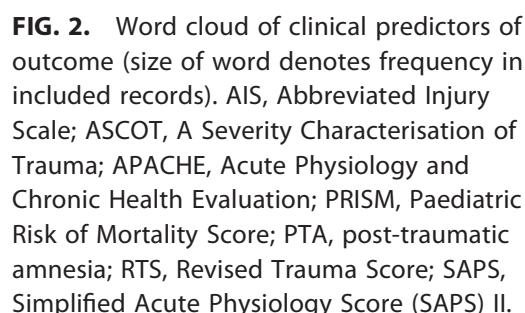 FIG. 2. Word cloud of clinical predictors of
outcome (size of word denotes frequency in
included records). AIS, Abbreviated Injury
Scale; ASCOT, A Severity Characterisation of
Trauma; APACHE, Acute Physiology and
Chronic Health Evaluation; PRISM, Paediatric
Risk of Mortality Score; PTA, post-traumatic
amnesia; RTS, Revised Trauma Score; SAPS,
Simplified Acute Physiology Score (SAPS) II.